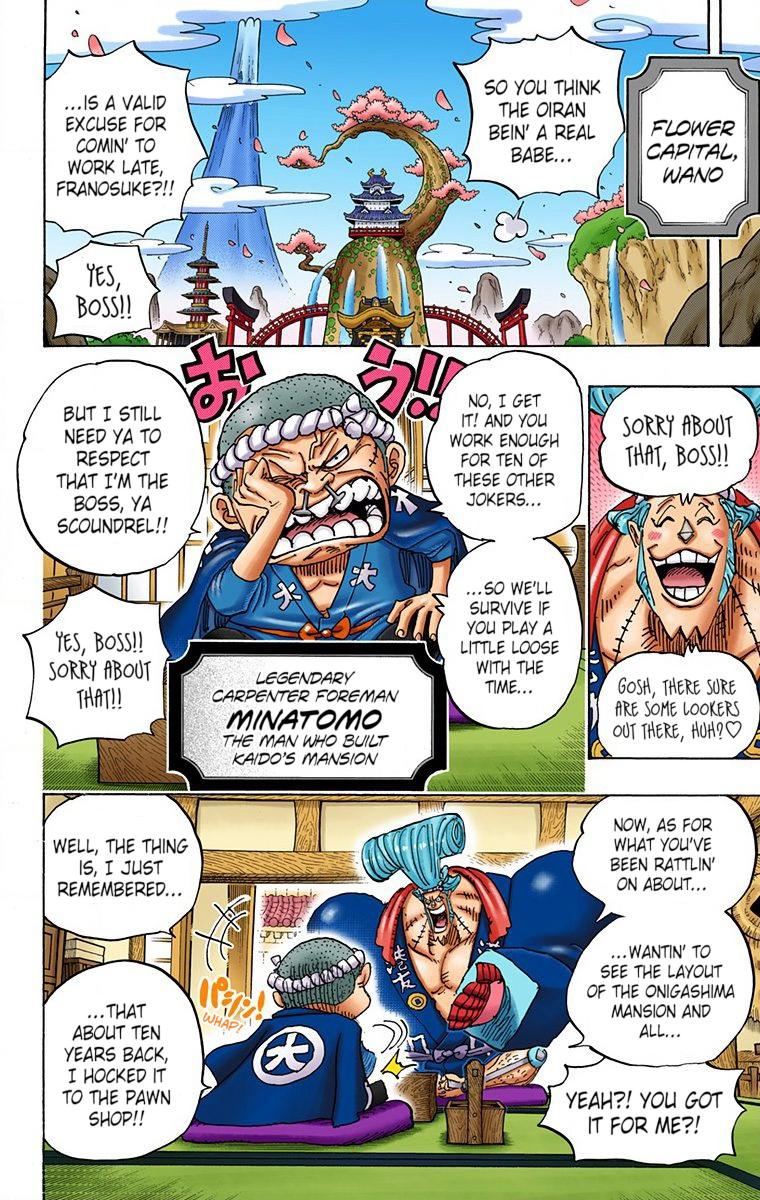 FLOWER
CAPITAL,
WANO
SO YOU THINK
THE OIRAN
BEIN' A REAL
BABE...
...IS A VALID
EXCUSE FOR
COMIN' TO
WORK LATE,
FRANOSUKE?!!
YES,
BOSS!!
SORRY ABOUT
THAT, BOSS!!
GOSH, THERE SURE
ARE SOME LOOKERS
OUT THERE, HUH?♡
NO, I GET
IT! AND YOU
WORK ENOUGH
FOR TEN OF
THESE OTHER
JOKERS...
...SO WE'LL
SURVIVE IF
YOU PLAY A
LITTLE LOOSE
WITH THE
TIME...
おう!!
大
大
LEGENDARY
CARPENTER FOREMAN
MINATOMO
THE MAN WHO BUILT
KAIDO'S MANSION
BUT I STILL
NEED YA TO
RESPECT
THAT I'M THE
BOSS, YA
SCOUNDREL!!
YES, BOSS!!
SORRY ABOUT
THAT!!
NOW, AS FOR
WHAT YOU'VE
BEEN RATTLIN'
ON ABOUT...
...WANTIN' TO
SEE THE LAYOUT
OF THE ONIGASHIMA
MANSION AND
ALL...
YEAH?! YOU GOT
IT FOR ME?!
パシン!
WHAP!
大
WELL, THE THING
IS, I JUST
REMEMBERED...
...THAT
ABOUT TEN
YEARS BACK,
I HOCKED IT
TO THE PAWN
SHOP!!